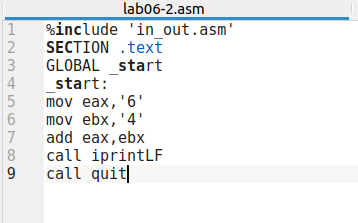 lab06-2.asm
1 %include 'in_out.asm'
2 SECTION .text
3 GLOBAL _start
4 _start:
5 mov eax,'6'
6 mov ebx,'4'
7 add eax,ebx
8 call iprintLF
9 call quit